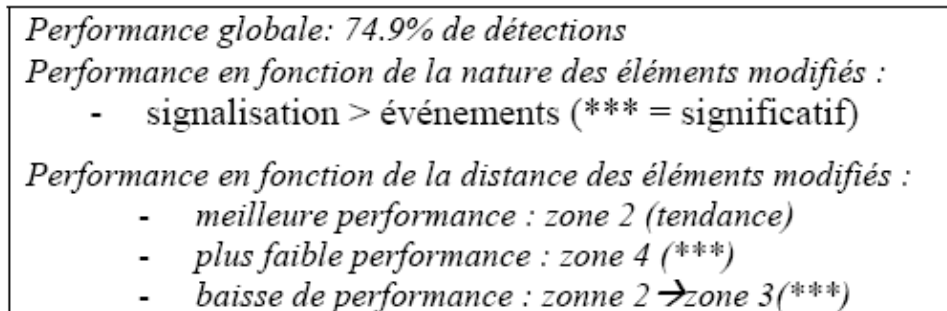 Performance globale: 74.9% de détections
Performance en fonction de la nature des éléments modifiés :
- signalisation > événements (*** = significatif)
Performance en fonction de la distance des éléments modifiés :
- meilleure performance : zone 2 (tendance)
- plus faible performance : zone 4 (***)
- baisse de performance : zonne 2 →zone 3(***)